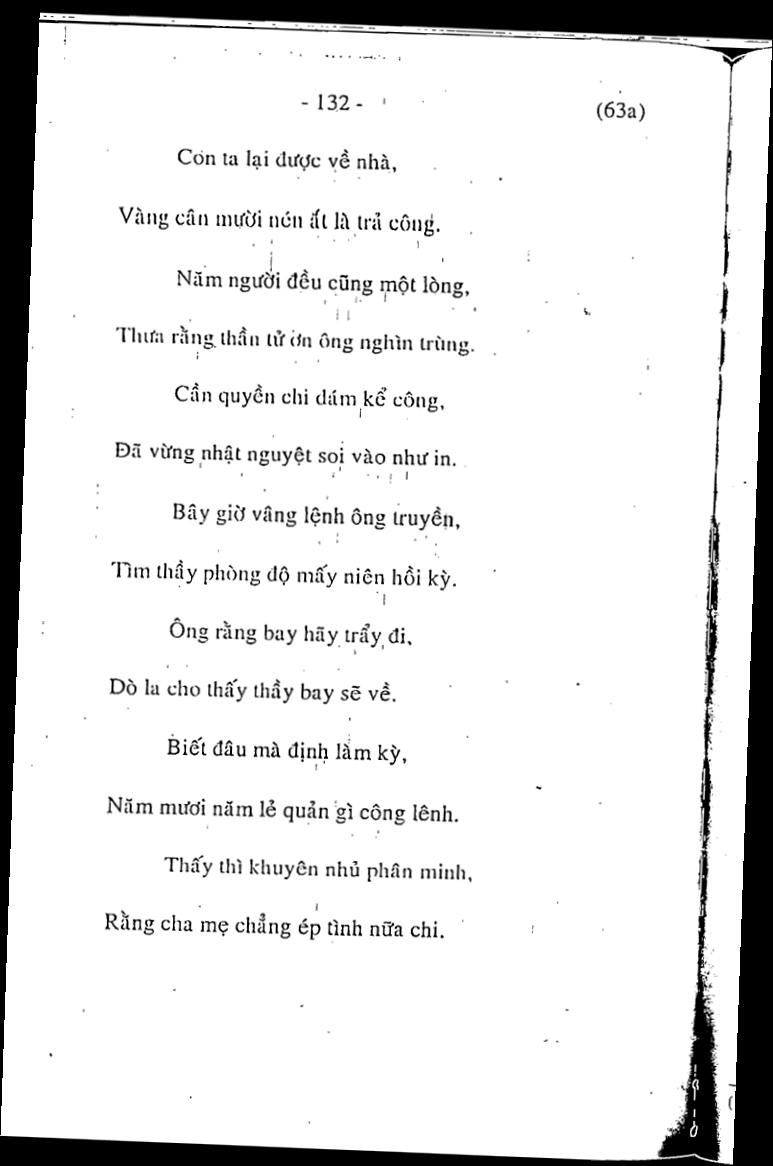 - 132 -
(63a)
Con ta lại được về nhà,
Vàng cân mười nén ắt là trả công.
Năm người đều cũng một lòng,
Thưa rằng thần tử ơn ông nghìn trùng.
Cần quyền chi dám kể công,
Đã vừng nhật nguyệt soi vào như in.
Bây giờ vâng lệnh ông truyền,
Tìm thầy phòng độ mấy niên hồi kỳ.
Ông rằng bay hãy trẩy đi,
Dò la cho thấy thầy bay sẽ về.
Biết đâu mà định làm kỳ,
Năm mươi năm lẻ quản gì công lênh.
Thấy thì khuyên nhủ phân minh,
Rằng cha mẹ chẳng ép tình nữa chi.